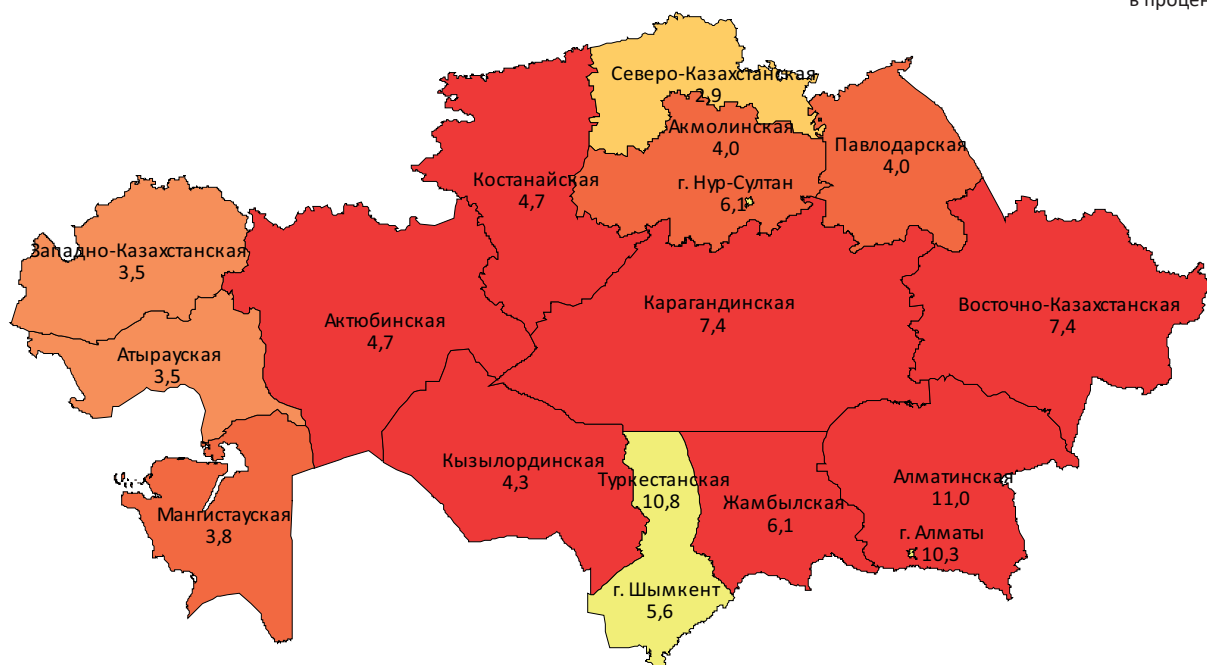 в процен
Северо-Казахстанская
2,9
Акмолинская
4,0
Павлодарская
4,0
Костанайская
4,7
г. Нур-Султан
6,1
Западно-Казахстанская
3,5
Актюбинская
4,7
Карагандинская
7,4
Восточно-Казахстанская
7,4
Атырауская
3,5
Кызылординская
4,3
Туркестанская
10,8
Жамбылская
6,1
Алматинская
11,0
Мангистауская
3,8
г. Алматы
10,3
г. Шымкент
5,6